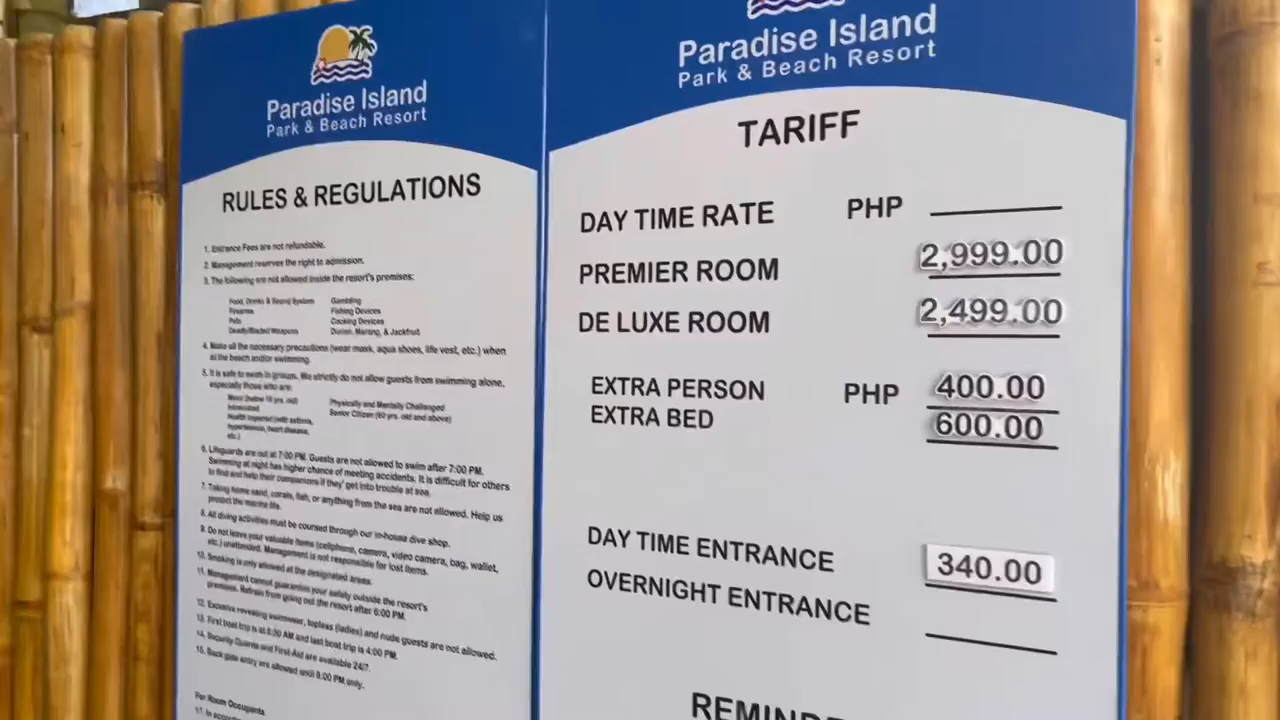 Paradise Island
Park & Beach Resort
RULES & REGULATIONS
1. Entrance Fees are not refundable.
2. Management reserves the right to admission.
3. The following are not allowed inside the resort's premises:
Food, Drinks & Sound System
Firearms
Pets
Deadly/Bladed Weapons
Gambling
Fishing Devices
Cooking Devices
Durian, Marang, & Jackfruit
4. Make all the necessary precautions (wear mask, aqua shoes, life vest, etc.) when
at the beach and/or swimming.
5. It is safe to swim in groups. We strictly do not allow guests from swimming alone,
especially those who are:
Minor (below 18 yrs. old)
Intoxicated
Health impaired (with asthma,
hypertension, heart disease,
etc.)
Physically and Mentally Challenged
Senior Citizen (60 yrs. old and above)
6. Lifeguards are out at 7:00 PM. Guests are not allowed to swim after 7:00 PM.
Swimming at night has higher chance of meeting accidents. It is difficult for others
to find and help their companions if they get into trouble at sea.
7. Taking home sand, corals, fish, or anything from the sea are not allowed. Help us
protect the marine life.
8. All diving activities must be coursed through our in-house dive shop.
9. Do not leave your valuable items (cellphone, camera, video camera, bag, wallet,
etc.) unattended. Management is not responsible for lost items.
10. Smoking is only allowed at the designated areas.
11. Management cannot guarantee your safety outside the resort's
premises. Refrain from going out the resort after 6:00 PM.
12. Excessive revealing swimwear, topless (ladies) and nude guests are not allowed.
13. First boat trip is at 5:30 AM and last boat trip is 4:00 PM.
14. Security Guards and First-Aid are available 24/7.
15. Back gate entry are allowed until 8:00 PM only.
Per Room Occupants
Paradise Island
Park & Beach Resort
TARIFF
DAY TIME RATE PHP
PREMIER ROOM 2,999.00
DE LUXE ROOM 2,499.00
EXTRA PERSON PHP 400.00
EXTRA BED 600.00
DAY TIME ENTRANCE 340.00
OVERNIGHT ENTRANCE